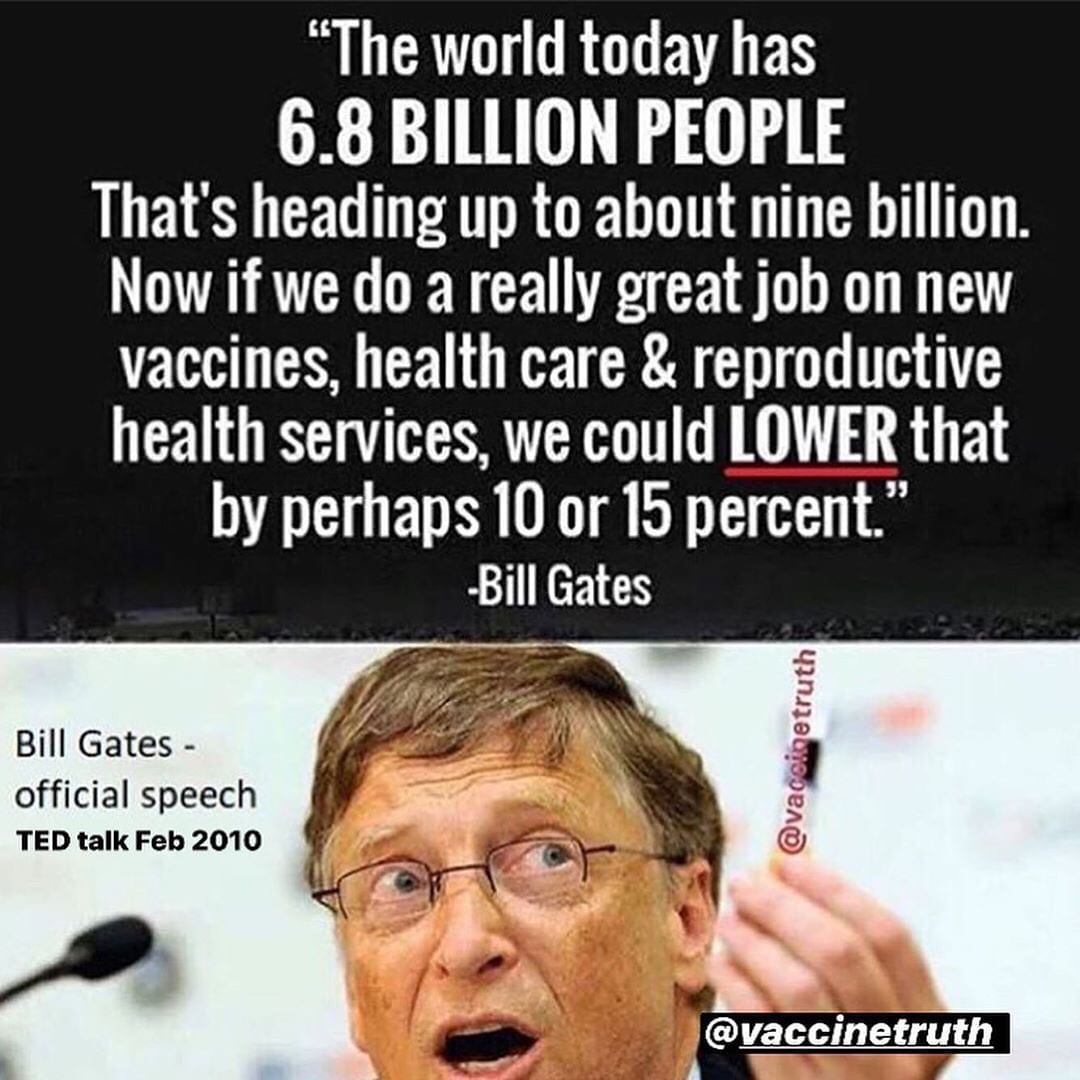 “The world today has
6.8 BILLION PEOPLE
That's heading up to about nine billion.
Now if we do a really great job on new
vaccines, health care & reproductive
health services, we could LOWER that
by perhaps 10 or 15 percent.”
-Bill Gates
Bill Gates -
official speech
TED talk Feb 2010
@vaccinetruth
@vaccinetruth